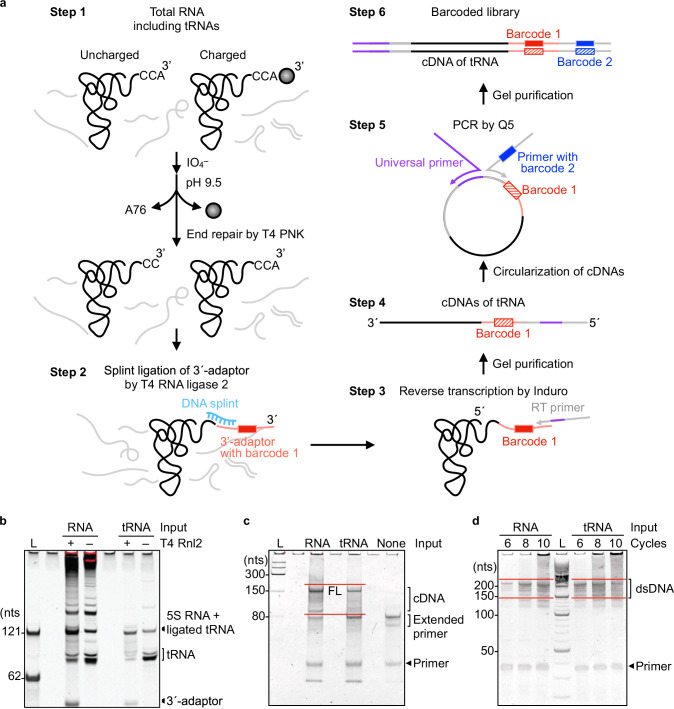 a
Step 1
Total RNA
including tRNAs
Uncharged
Charged
CCA
3´
CCA
3´
IO₄⁻
pH 9.5
A76
End repair by T4 PNK
CC
3´
CCA
3´
Step 2
Splint ligation of 3´-adaptor
by T4 RNA ligase 2
DNA splint
3´
3´-adaptor
with barcode 1
Step 3
Reverse transcription by Induro
5´
RT primer
Barcode 1
Gel purification
Step 4
cDNAs of tRNA
3´
5´
Barcode 1
Circularization of cDNAs
Step 5
PCR by Q5
Universal primer
Primer with
barcode 2
Barcode 1
Gel purification
Step 6
Barcoded library
Barcode 1
cDNA of tRNA
Barcode 2
b
RNA
tRNA
Input
L
+
–
+
–
T4 Rnl2
(nts)
121
62
5S RNA +
ligated tRNA
tRNA
3´-adaptor
c
L
RNA
tRNA
None
Input
(nts)
300
150
80
FL
cDNA
Extended
primer
Primer
d
RNA
tRNA
Input
6
8
10
L
6
8
10
Cycles
(nts)
200
150
50
dsDNA
Primer